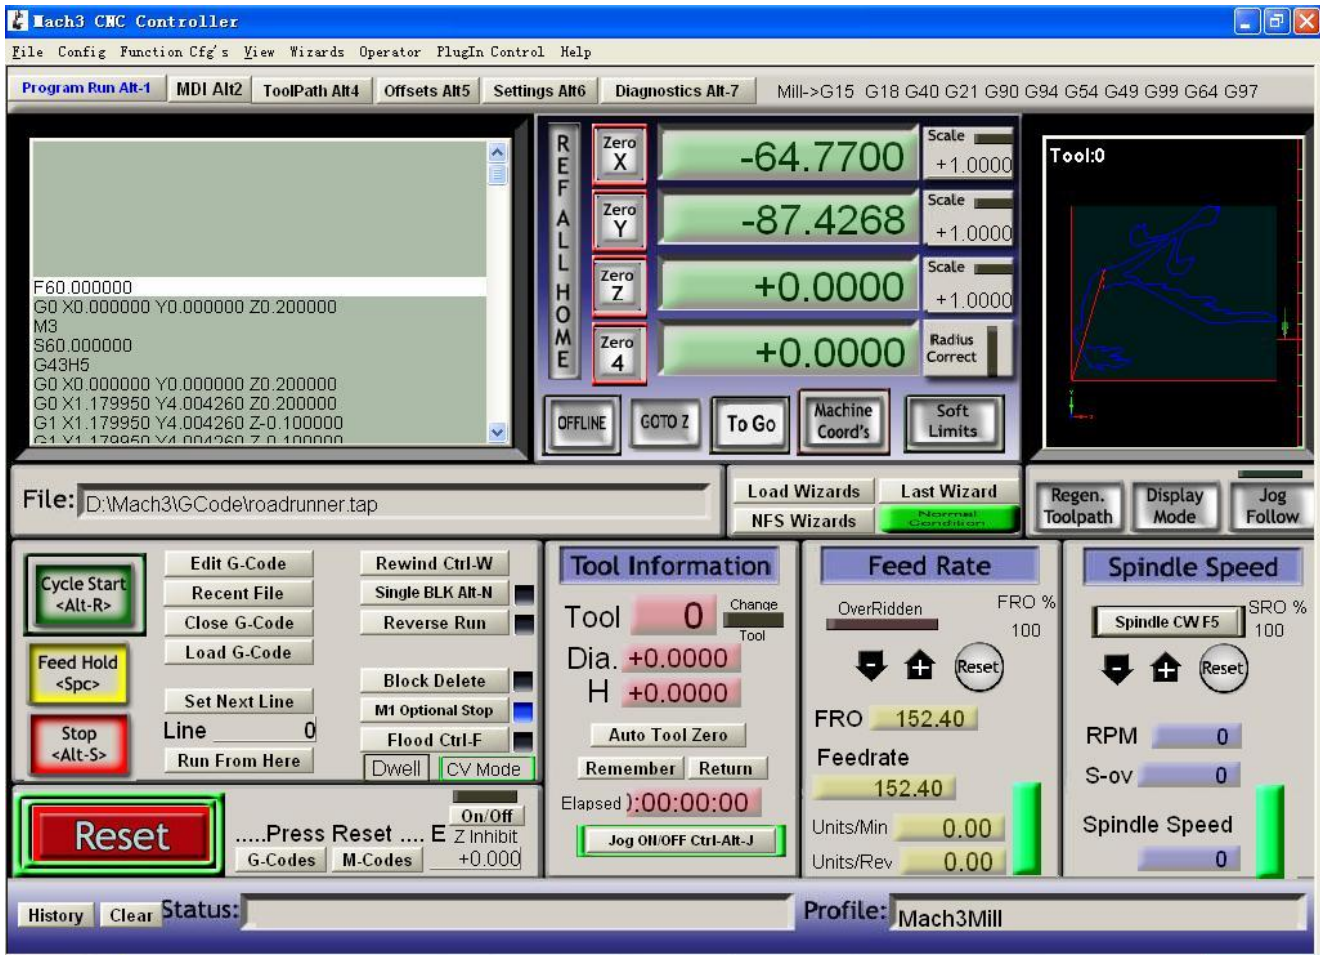 Mach3 CNC Controller
File Config Function Cfg's View Wizards Operator PlugIn Control Help
Program Run Alt-1 MDI Alt2 ToolPath Alt4 Offsets Alt5 Settings Alt6 Diagnostics Alt-7 Mill->G15 G18 G40 G21 G90 G94 G54 G49 G99 G64 G97
F60.000000
G0 X0.000000 Y0.000000 Z0.200000
M3
S60.000000
G43H5
G0 X0.000000 Y0.000000 Z0.200000
G0 X1.179950 Y4.004260 Z0.200000
G1 X1.179950 Y4.004260 Z-0.100000
REF ALL HOME
Zero X -64.7700 Scale +1.0000
Zero Y -87.4268 Scale +1.0000
Zero Z +0.0000 Scale +1.0000
Zero 4 +0.0000 Radius Correct
OFFLINE GOTO Z To Go Machine Coord's Soft Limits
Tool:0
File: D:\Mach3\GCode\roadrunner.tap
Load Wizards Last Wizard
NFS Wizards Normal Condition
Regen. Toolpath Display Mode Jog Follow
Cycle Start <Alt-R>
Feed Hold <Spc>
Stop <Alt-S>
Edit G-Code
Recent File
Close G-Code
Load G-Code
Set Next Line
Line 0
Run From Here
Rewind Ctrl-W
Single BLK Alt-N
Reverse Run
Block Delete
M1 Optional Stop
Flood Ctrl-F
Dwell CV Mode
Reset
.....Press Reset .... E
G-Codes M-Codes
On/Off
Z Inhibit
+0.000
Tool Information
Tool 0 Change Tool
Dia. +0.0000
H +0.0000
Auto Tool Zero
Remember Return
Elapsed ):00:00:00
Jog ON/OFF Ctrl-Alt-J
Feed Rate
OverRidden FRO %
100
- + Reset
FRO 152.40
Feedrate
152.40
Units/Min 0.00
Units/Rev 0.00
Spindle Speed
Spindle CW F5 SRO %
100
- + Reset
RPM 0
S-ov 0
Spindle Speed
0
History Clear Status: Profile: Mach3Mill